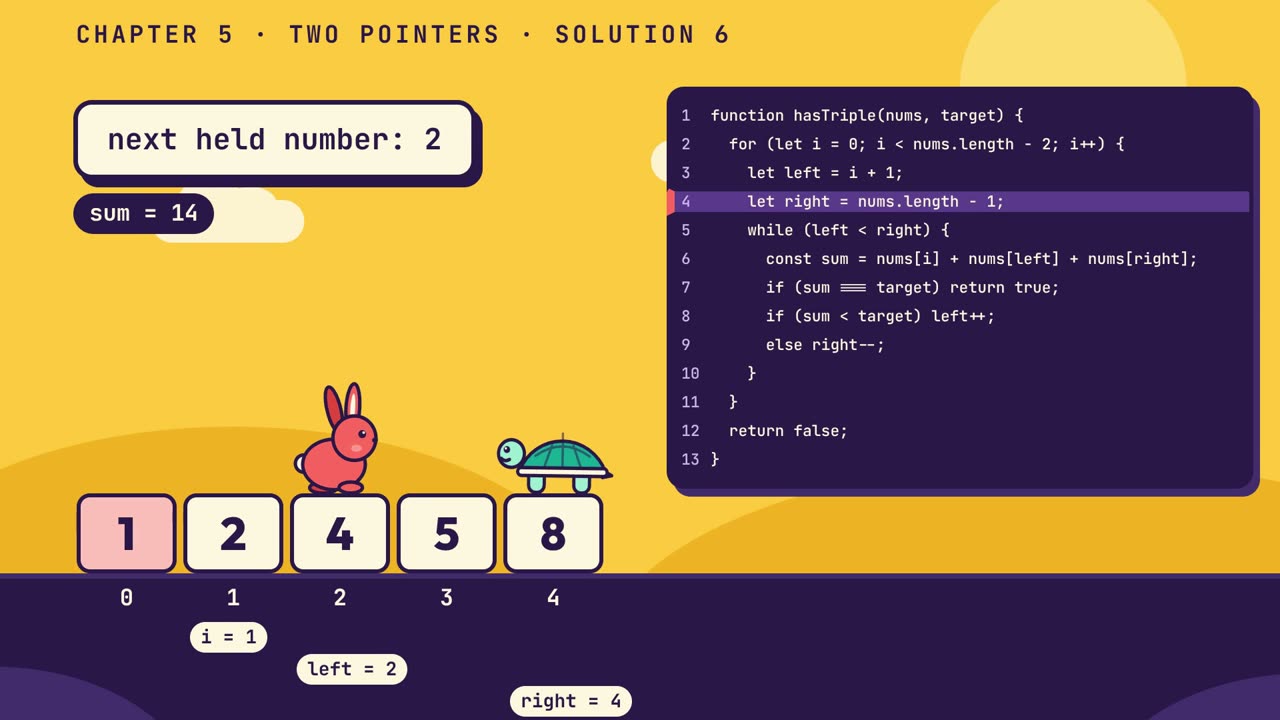 CHAPTER 5 · TWO POINTERS · SOLUTION 6
next held number: 2
sum = 14
1 function hasTriple(nums, target) {
2 for (let i = 0; i < nums.length - 2; i++) {
3 let left = i + 1;
4 let right = nums.length - 1;
5 while (left < right) {
6 const sum = nums[i] + nums[left] + nums[right];
7 if (sum === target) return true;
8 if (sum < target) left++;
9 else right--;
10 }
11 }
12 return false;
13 }
1 2 4 5 8
0 1 2 3 4
i = 1
left = 2
right = 4